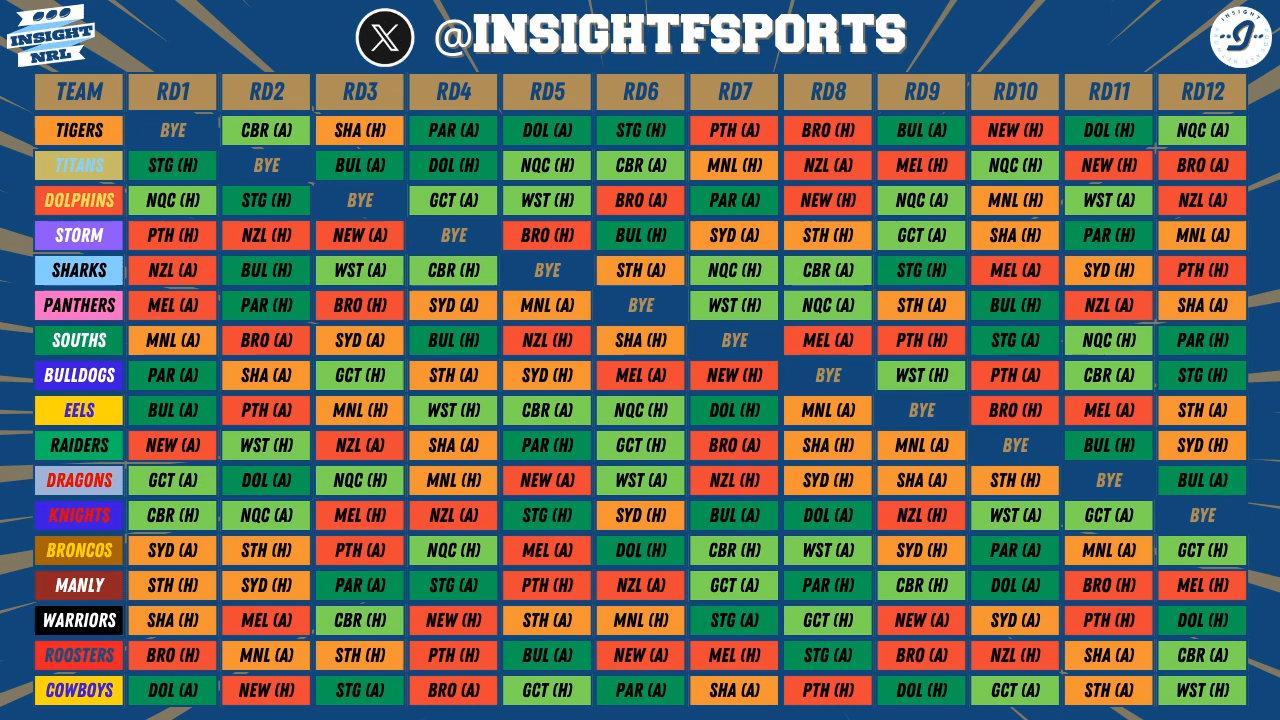 INSIGHT
NRL
@INSIGHTFSPORTS
INSIGHT
TEAM RD1 RD2 RD3 RD4 RD5 RD6 RD7 RD8 RD9 RD10 RD11 RD12
TIGERS BYE CBR (A) SHA (H) PAR (A) DOL (A) STG (H) PTH (A) BRO (H) BUL (A) NEW (H) DOL (H) NQC (A)
TITANS STG (H) BYE BUL (A) DOL (H) NQC (H) CBR (A) MNL (H) NZL (A) MEL (H) NQC (H) NEW (H) BRO (A)
DOLPHINS NQC (H) STG (H) BYE GCT (A) WST (H) BRO (A) PAR (A) NEW (H) NQC (A) MNL (H) WST (A) NZL (A)
STORM PTH (H) NZL (H) NEW (A) BYE BRO (H) BUL (H) SYD (A) STH (H) GCT (A) SHA (H) PAR (H) MNL (A)
SHARKS NZL (A) BUL (H) WST (A) CBR (H) BYE STH (A) NQC (H) CBR (A) STG (H) MEL (A) SYD (H) PTH (H)
PANTHERS MEL (A) PAR (H) BRO (H) SYD (A) MNL (A) BYE WST (H) NQC (A) STH (A) BUL (H) NZL (A) SHA (A)
SOUTHS MNL (A) BRO (A) SYD (A) BUL (H) NZL (H) SHA (H) BYE MEL (A) PTH (H) STG (A) NQC (H) PAR (H)
BULLDOGS PAR (A) SHA (A) GCT (H) STH (A) SYD (H) MEL (A) NEW (H) BYE WST (H) PTH (A) CBR (A) STG (H)
EELS BUL (A) PTH (A) MNL (H) WST (H) CBR (A) NQC (H) DOL (H) MNL (A) BYE BRO (H) MEL (A) STH (A)
RAIDERS NEW (A) WST (H) NZL (A) SHA (A) PAR (H) GCT (H) BRO (A) SHA (H) MNL (A) BYE BUL (H) SYD (H)
DRAGONS GCT (A) DOL (A) NQC (H) MNL (H) NEW (A) WST (A) NZL (H) SYD (H) SHA (A) STH (H) BYE BUL (A)
KNIGHTS CBR (H) NQC (A) MEL (H) NZL (A) STG (H) SYD (H) BUL (A) DOL (A) NZL (H) WST (A) GCT (A) BYE
BRONCOS SYD (A) STH (H) PTH (A) NQC (H) MEL (A) DOL (H) CBR (H) WST (A) SYD (H) PAR (A) MNL (A) GCT (H)
MANLY STH (H) SYD (H) PAR (A) STG (A) PTH (H) NZL (A) GCT (A) PAR (H) CBR (H) DOL (A) BRO (H) MEL (H)
WARRIORS SHA (H) MEL (A) CBR (H) NEW (H) STH (A) MNL (H) STG (A) GCT (H) NEW (A) SYD (A) PTH (H) DOL (H)
ROOSTERS BRO (H) MNL (A) STH (H) PTH (H) BUL (A) NEW (A) MEL (H) STG (A) BRO (A) NZL (H) SHA (A) CBR (A)
COWBOYS DOL (A) NEW (H) STG (A) BRO (A) GCT (H) PAR (A) SHA (A) PTH (H) DOL (H) GCT (A) STH (A) WST (H)